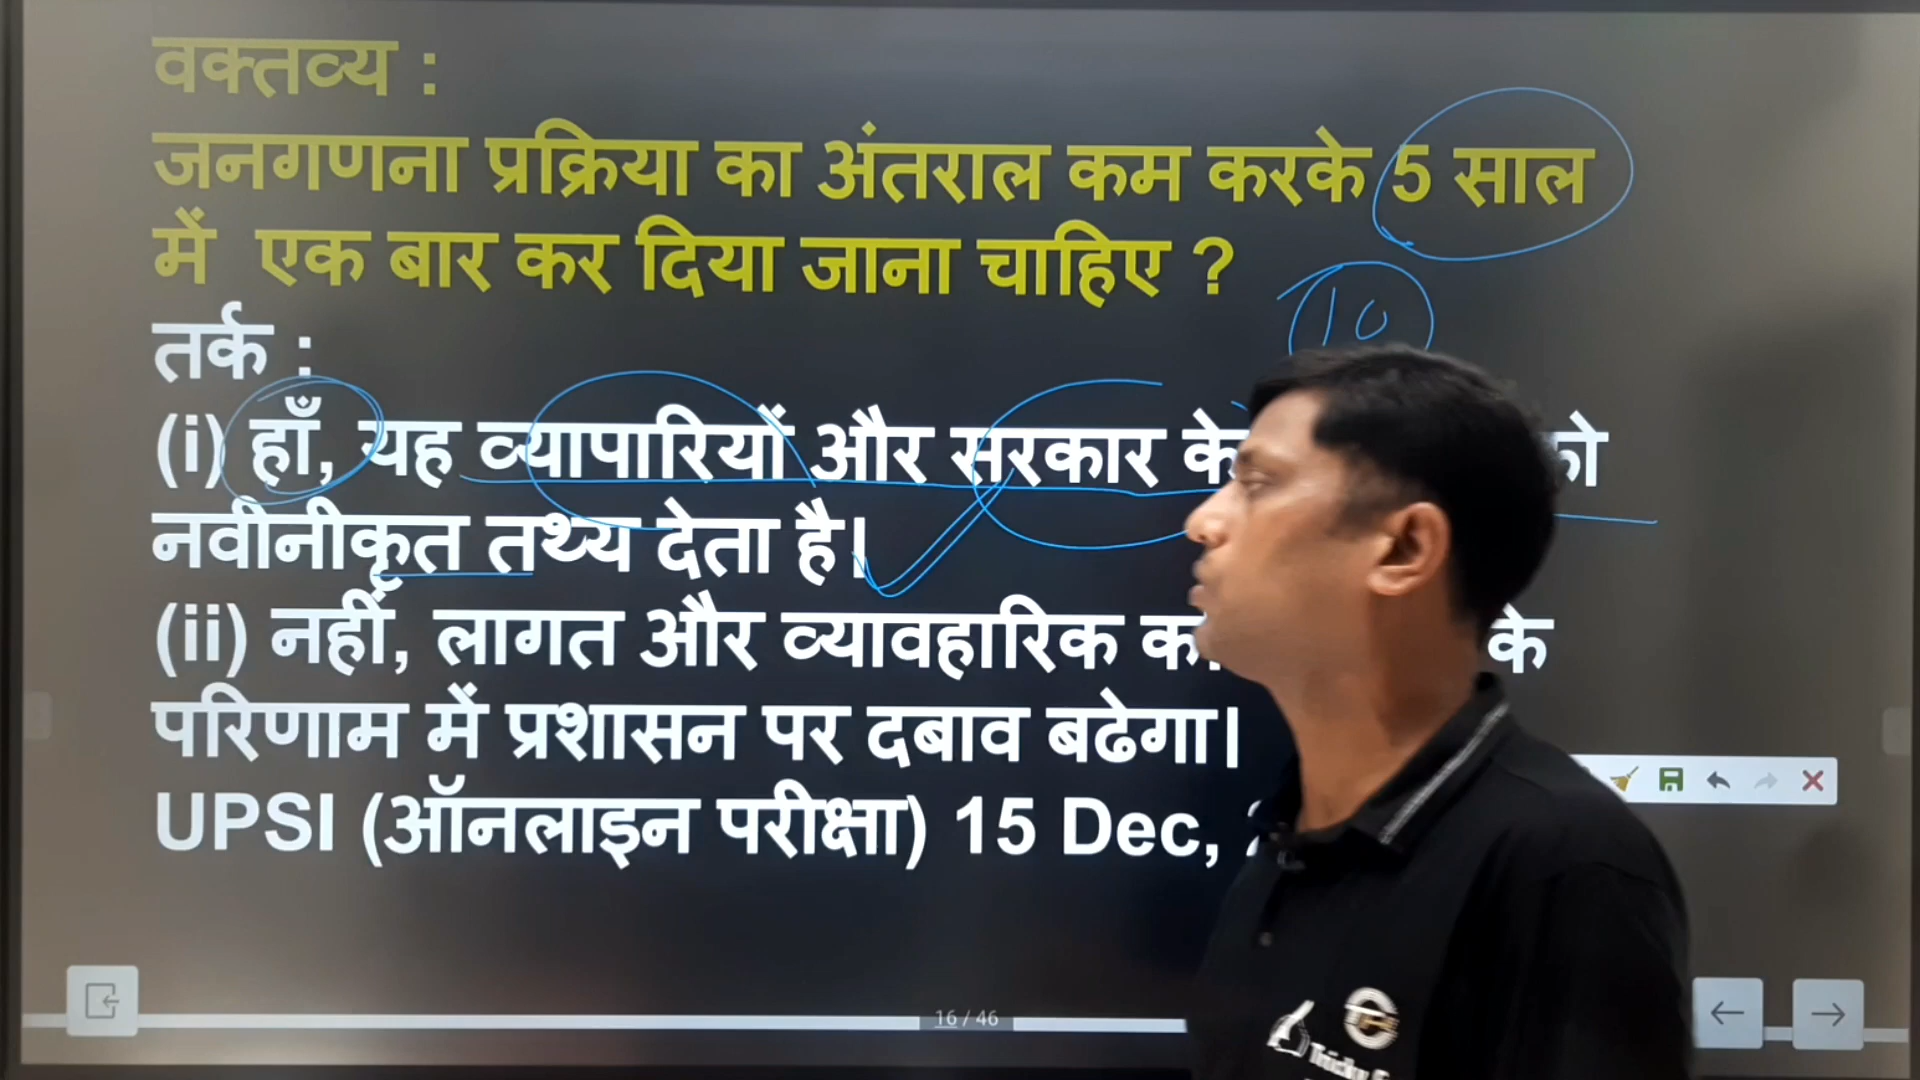 वक्तव्य :
जनगणना प्रक्रिया का अंतराल कम करके 5 साल
में एक बार कर दिया जाना चाहिए ?
10
तर्क :
(i) हाँ, यह व्यापारियों और सरकार के को
नवीनीकृत तथ्य देता है।
(ii) नहीं, लागत और व्यावहारिक के
परिणाम में प्रशासन पर दबाव बढेगा।
UPSI (ऑनलाइन परीक्षा) 15 Dec,
16 / 46